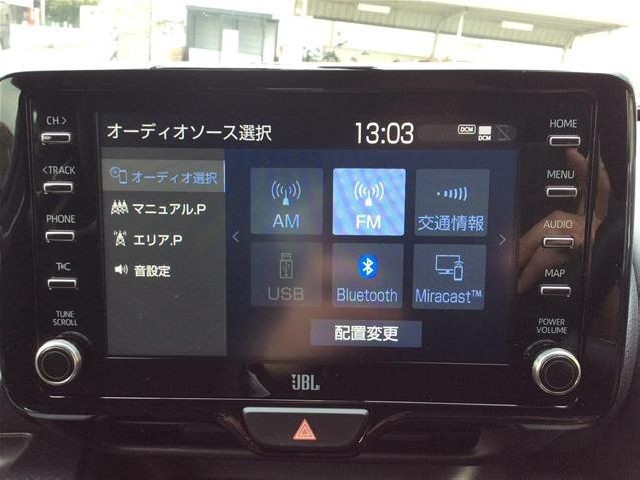 CH >
<TRACK
PHONE
T:C
TUNE
SCROLL
オーディオソース選択
13:03
DCM
DCM
オーディオ選択
マニュアル.P
エリア.P
音設定
AM
FM
交通情報
USB
Bluetooth
Miracast™
配置変更
HOME
MENU
AUDIO
MAP
POWER
VOLUME
JBL